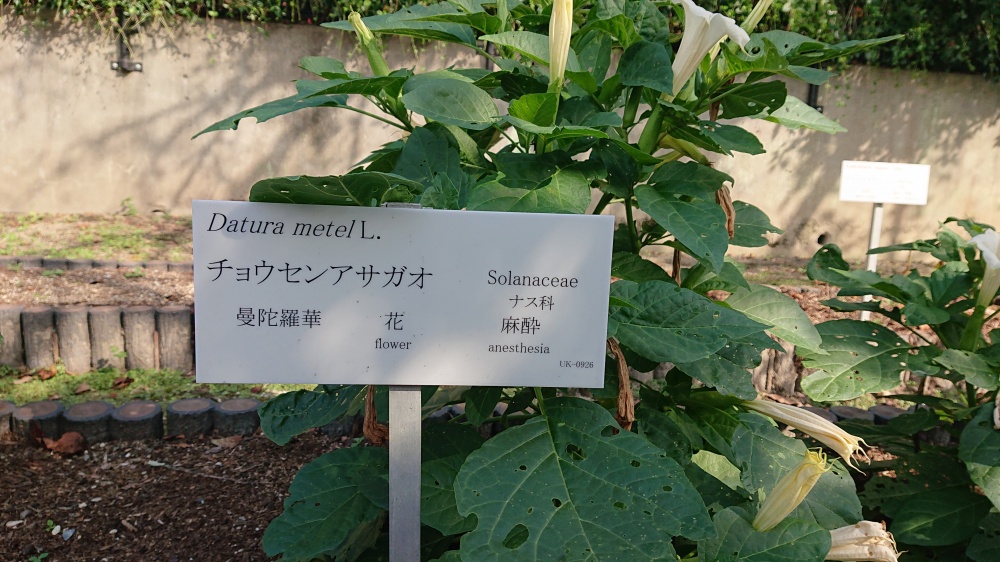 Datura metel L.
チョウセンアサガオ
Solanaceae
ナス科
曼陀羅華
花
flower
麻酔
anesthesia
UK-0926